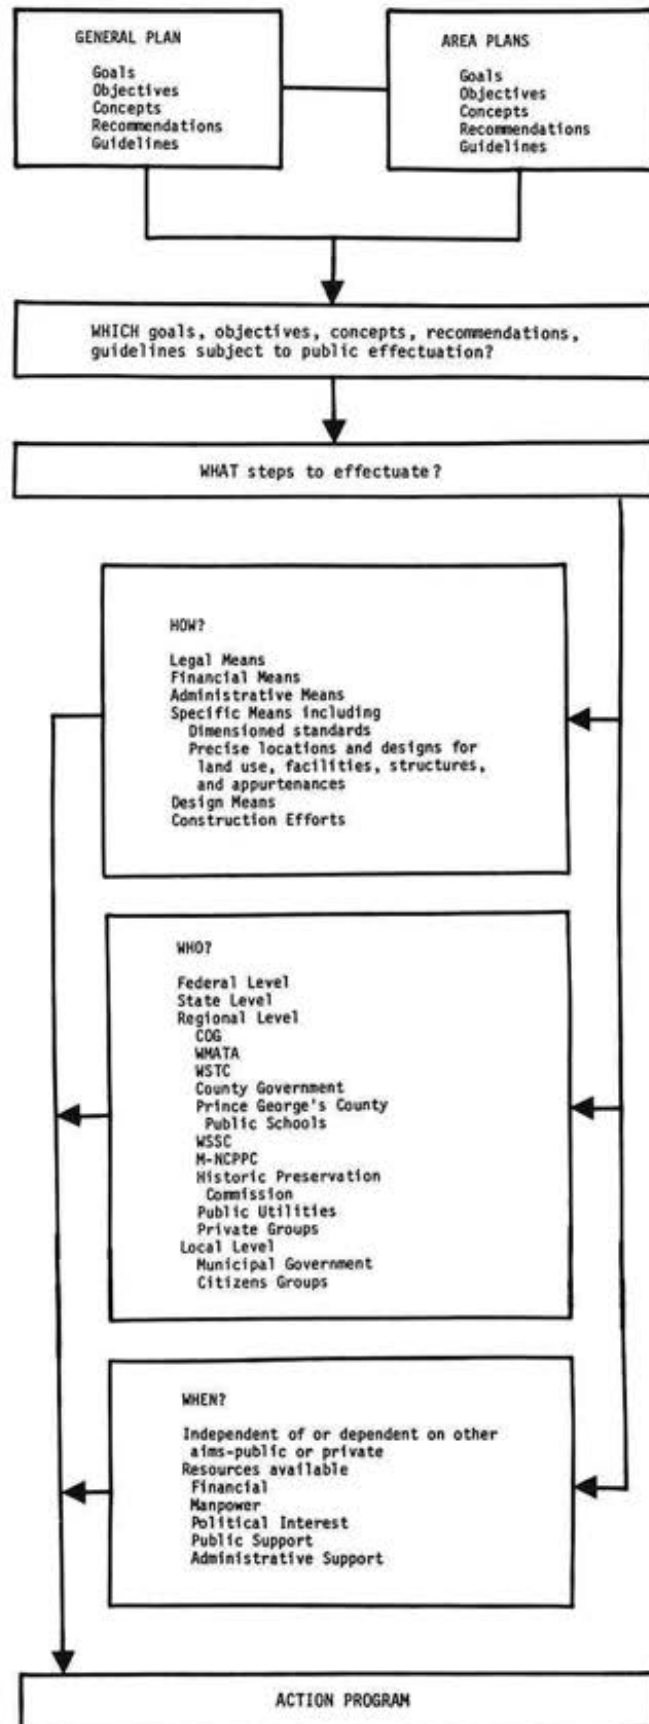 GENERAL PLAN
Goals
Objectives
Concepts
Recommendations
Guidelines
AREA PLANS
Goals
Objectives
Concepts
Recommendations
Guidelines
WHICH goals, objectives, concepts, recommendations,
guidelines subject to public effectuation?
WHAT steps to effectuate?
HOW?
Legal Means
Financial Means
Administrative Means
Specific Means including
Dimensioned standards
Precise locations and designs for
land use, facilities, structures,
and appurtenances
Design Means
Construction Efforts
WHO?
Federal Level
State Level
Regional Level
COG
WMATA
WSTC
County Government
Prince George's County
Public Schools
WSSC
M-NCPPC
Historic Preservation
Commission
Public Utilities
Private Groups
Local Level
Municipal Government
Citizens Groups
WHEN?
Independent of or dependent on other
aims-public or private
Resources available
Financial
Manpower
Political Interest
Public Support
Administrative Support
ACTION PROGRAM